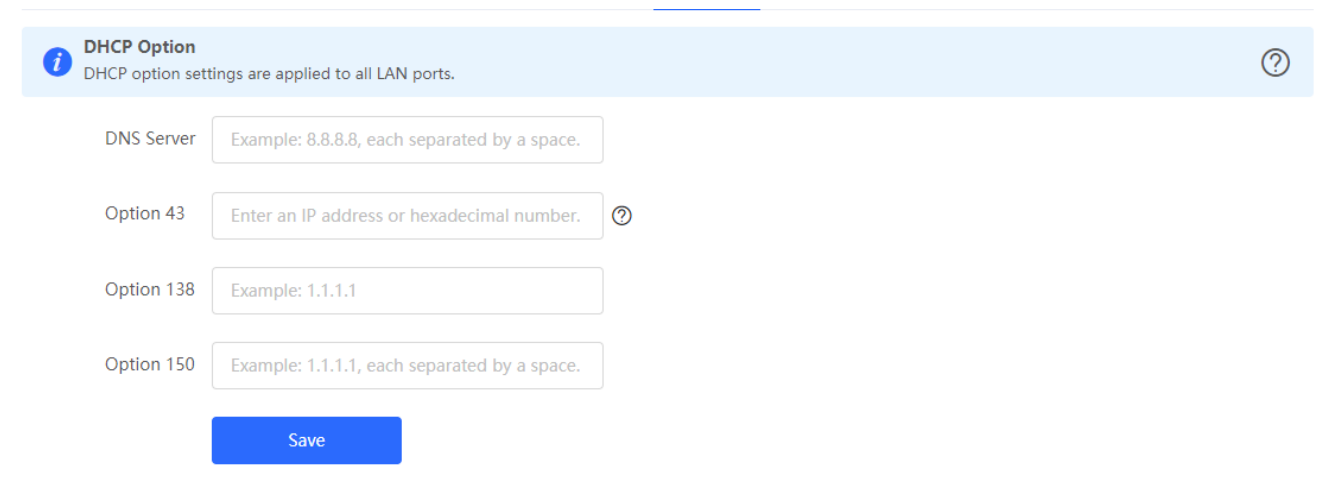 DHCP Option
DHCP option settings are applied to all LAN ports.
DNS Server Example: 8.8.8.8, each separated by a space.
Option 43 Enter an IP address or hexadecimal number.
Option 138 Example: 1.1.1.1
Option 150 Example: 1.1.1.1, each separated by a space.
Save